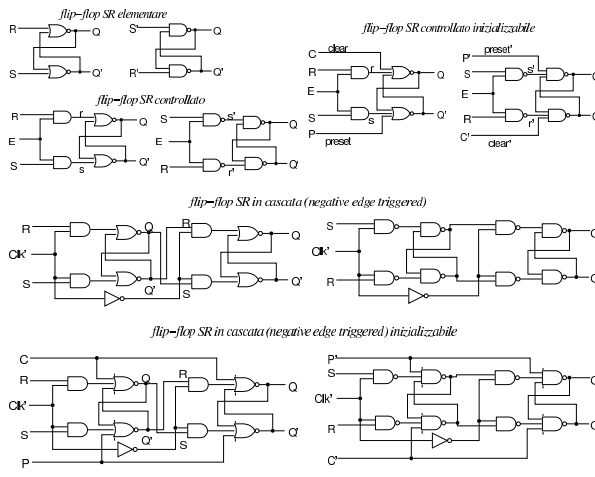 flip-flop SR elementare
R Q
S Q'
S' Q
R' Q'
flip-flop SR controllato inizializzabile
C clear
R r Q
E
S s Q'
P preset
P' preset'
S s' Q
E
R r' Q
C' clear'
flip-flop SR controllato
R r Q
E
S s Q'
S s' Q
E
R r' Q'
flip-flop SR in cascata (negative edge triggered)
R Q R Q
Clk'
S Q' S Q'
S Q
Clk'
R Q
flip-flop SR in cascata (negative edge triggered) inizializzabile
C
R Q R Q
Clk'
S Q' S Q'
P
P'
S Q
Clk'
R Q
C'